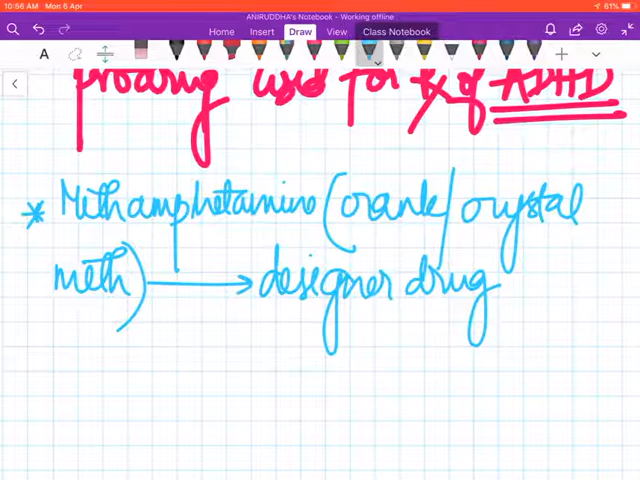 10:56 AM Mon 6 Apr
61%
ANIRUDDHA's Notebook - Working offline
Home Insert Draw View Class Notebook
A
prodrug used for Rx of ADHD
* Methamphetamine (crank/crystal
meth) → designer drug